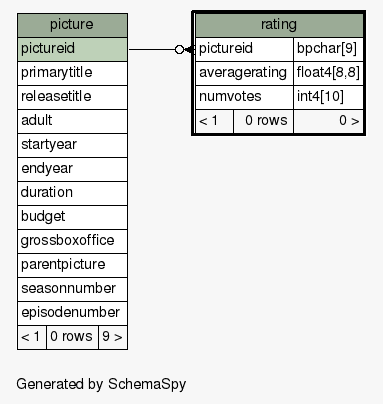 picture
pictureid
primarytitle
releasetitle
adult
startyear
endyear
duration
budget
grossboxoffice
parentpicture
seasonnumber
episodenumber
< 1 0 rows 9 >
rating
pictureid bpchar[9]
averagerating float4[8,8]
numvotes int4[10]
< 1 0 rows 0 >
Generated by SchemaSpy